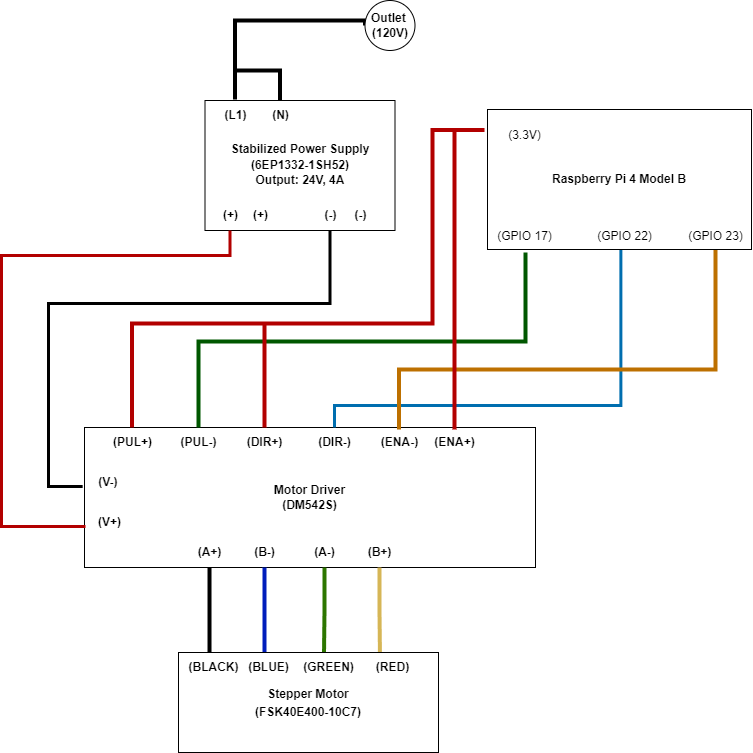 Outlet
(120V)
(L1) (N)
Stabilized Power Supply
(6EP1332-1SH52)
Output: 24V, 4A
(+) (+) (-) (-)
(3.3V)
Raspberry Pi 4 Model B
(GPIO 17) (GPIO 22) (GPIO 23)
(PUL+) (PUL-) (DIR+) (DIR-) (ENA-) (ENA+)
(V-)
Motor Driver
(DM542S)
(V+)
(A+) (B-) (A-) (B+)
(BLACK) (BLUE) (GREEN) (RED)
Stepper Motor
(FSK40E400-10C7)